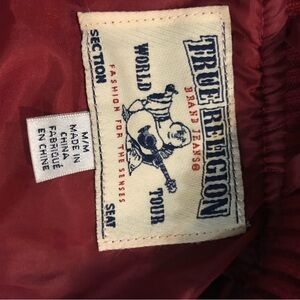 TRUE RELIGION
BRAND JEANS®
WORLD TOUR
FASHION FOR THE SENSES
SECTION
SEAT
M/M
MADE IN
CHINA
FABRIQUÉ
EN CHINE